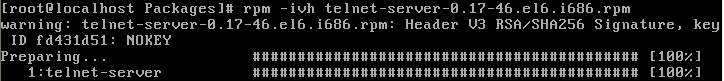 [root@localhost Packages]# rpm -ivh telnet-server-0.17-46.el6.i686.rpm
warning: telnet-server-0.17-46.el6.i686.rpm: Header V3 RSA/SHA256 Signature, key
 ID fd431d51: NOKEY
Preparing...                ########################################### [100%]
   1:telnet-server          ########################################### [100%]